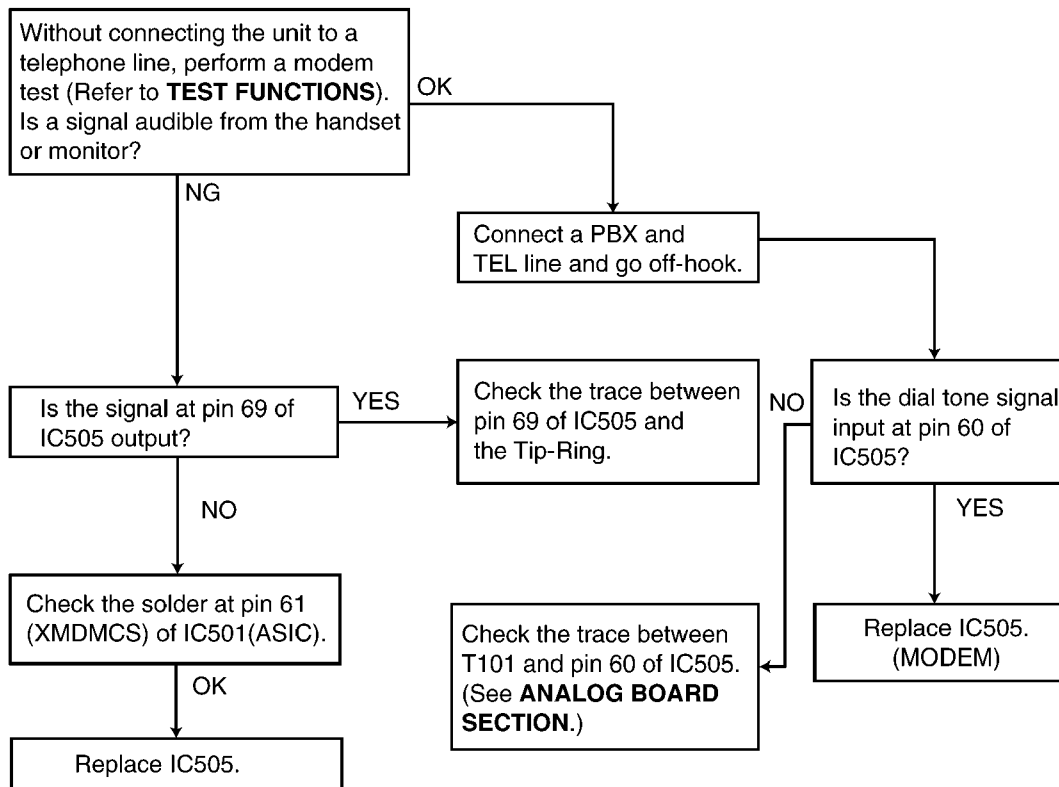 Without connecting the unit to a
telephone line, perform a modem
test (Refer to TEST FUNCTIONS).
Is a signal audible from the handset
or monitor?
OK
NG
Connect a PBX and
TEL line and go off-hook.
Is the signal at pin 69 of
IC505 output?
YES
Check the trace between
pin 69 of IC505 and
the Tip-Ring.
NO
Is the dial tone signal
input at pin 60 of
IC505?
NO
YES
Check the solder at pin 61
(XMDMCS) of IC501(ASIC).
OK
Replace IC505.
Check the trace between
T101 and pin 60 of IC505.
(See ANALOG BOARD
SECTION.)
Replace IC505.
(MODEM)